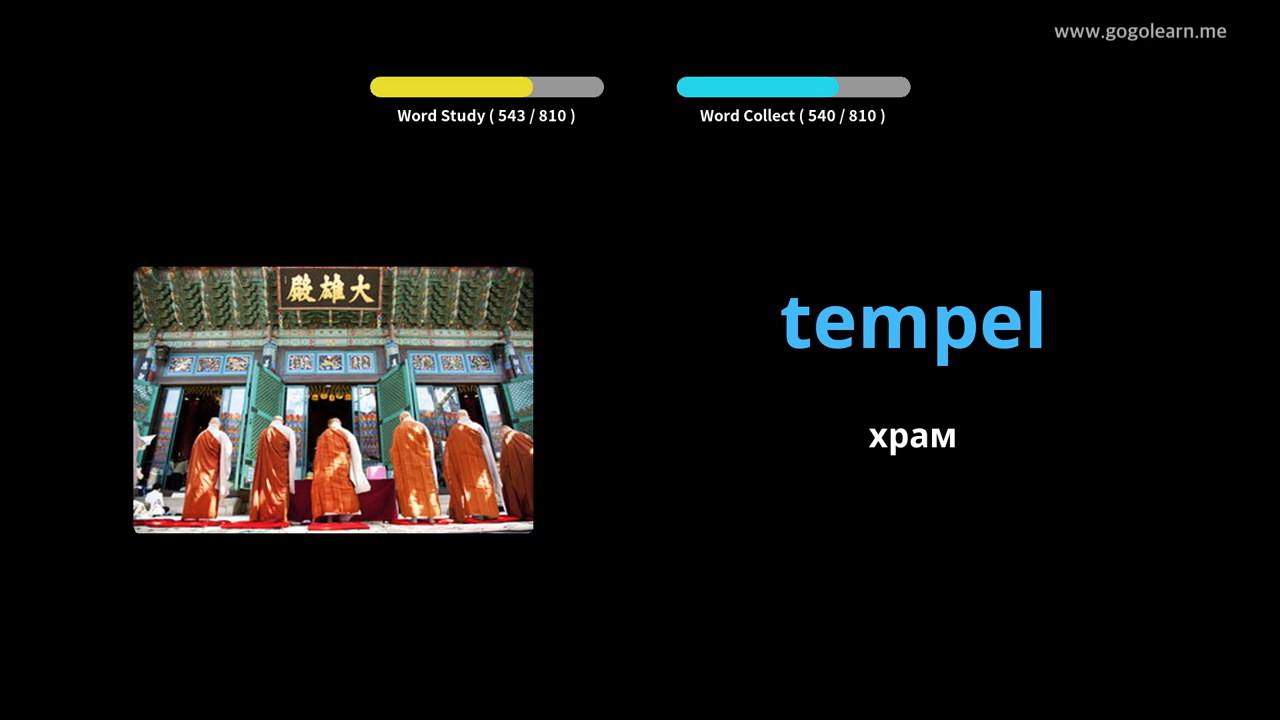 www.gogolearn.me
Word Study ( 543 / 810 )
Word Collect ( 540 / 810 )
殿雄大
tempel
храм